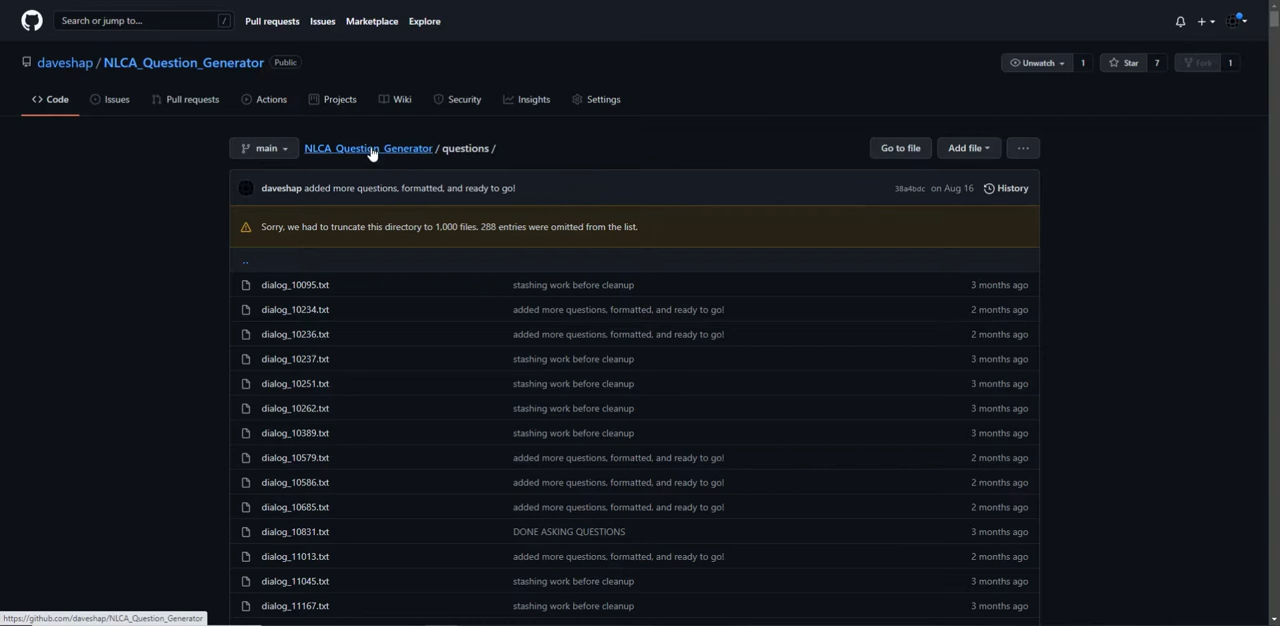 Search or jump to... / Pull requests Issues Marketplace Explore
daveshap / NLCA_Question_Generator Public Unwatch 1 Star 7 Fork 1
Code Issues Pull requests Actions Projects Wiki Security Insights Settings
main NLCA_Question_Generator / questions / Go to file Add file ...
daveshap added more questions, formatted, and ready to go! 38a4bdc on Aug 16 History
Sorry, we had to truncate this directory to 1,000 files. 288 entries were omitted from the list.
..
dialog_10095.txt stashing work before cleanup 3 months ago
dialog_10234.txt added more questions, formatted, and ready to go! 2 months ago
dialog_10236.txt added more questions, formatted, and ready to go! 2 months ago
dialog_10237.txt stashing work before cleanup 3 months ago
dialog_10251.txt stashing work before cleanup 3 months ago
dialog_10262.txt stashing work before cleanup 3 months ago
dialog_10389.txt stashing work before cleanup 3 months ago
dialog_10579.txt added more questions, formatted, and ready to go! 2 months ago
dialog_10586.txt added more questions, formatted, and ready to go! 2 months ago
dialog_10685.txt added more questions, formatted, and ready to go! 2 months ago
dialog_10831.txt DONE ASKING QUESTIONS 3 months ago
dialog_11013.txt added more questions, formatted, and ready to go! 2 months ago
dialog_11045.txt stashing work before cleanup 3 months ago
dialog_11167.txt stashing work before cleanup 3 months ago
https://github.com/daveshap/NLCA_Question_Generator